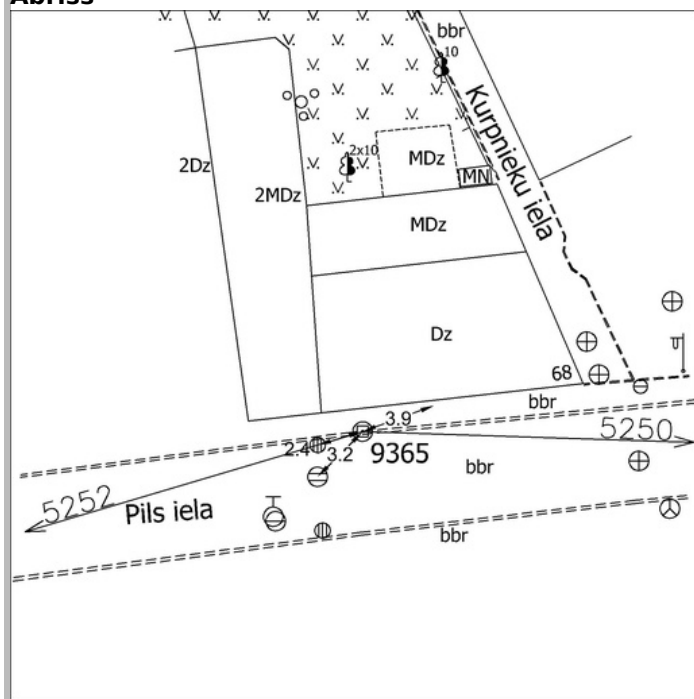 Abriss
bbr
10
Kurpnieku iela
2x10
MDz
2Dz
2MDz
MN
MDz
Dz
68
bbr
3.9
5250
2.4
3.2
9365
bbr
5252
Pils iela
bbr